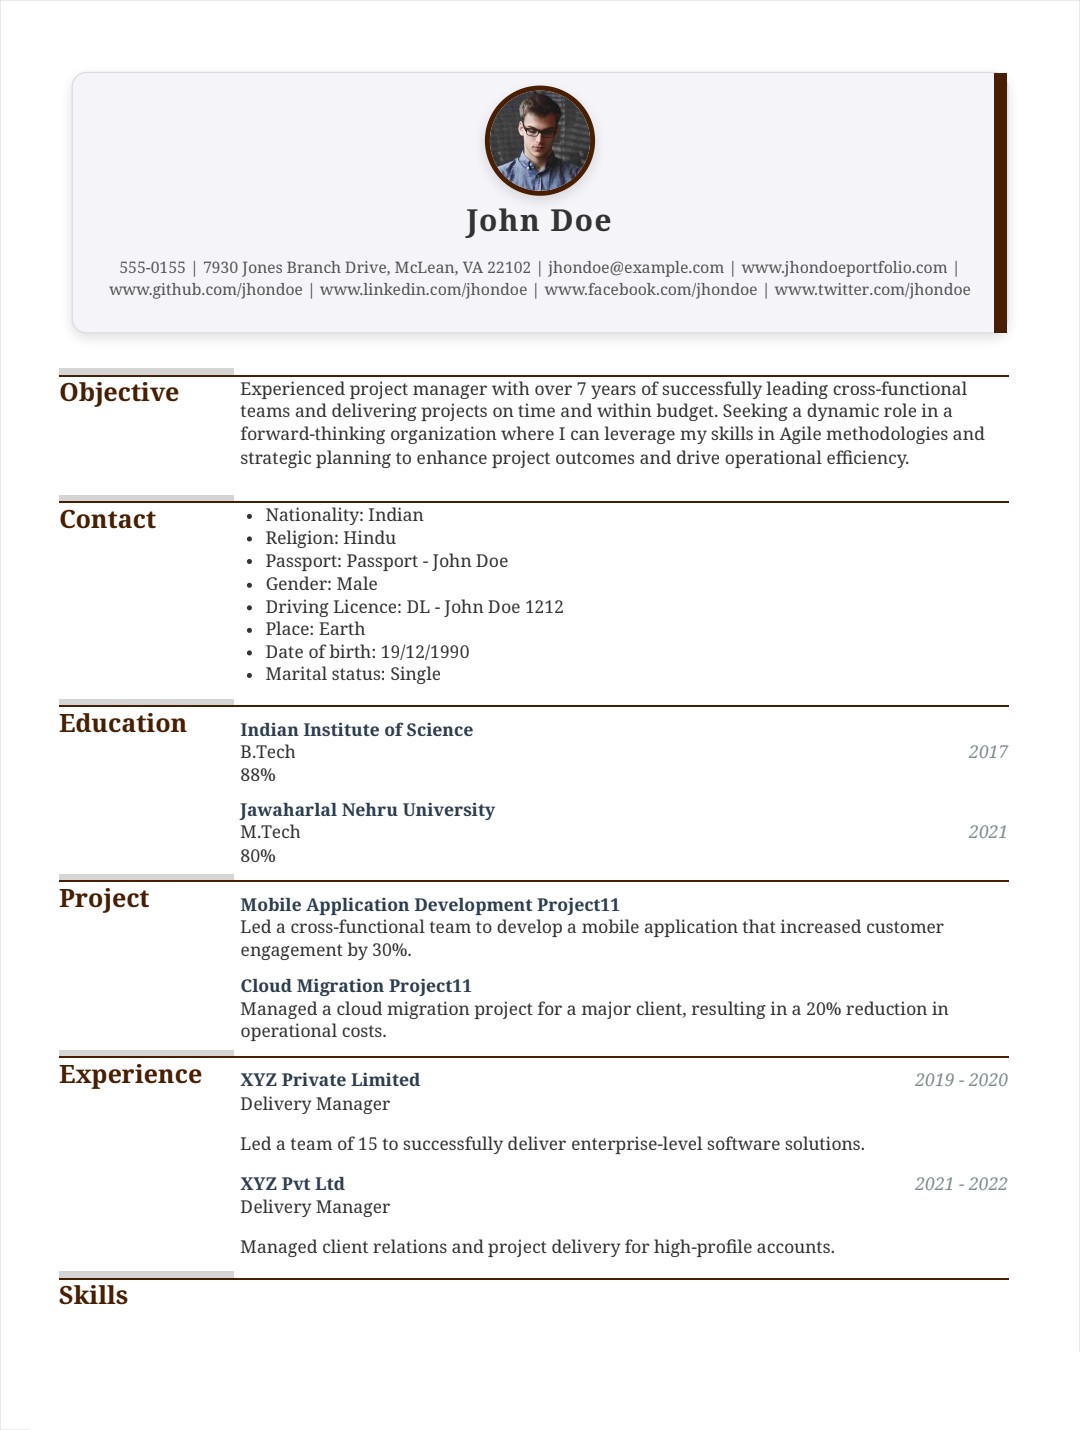 John Doe
555-0155 | 7930 Jones Branch Drive, McLean, VA 22102 | jhondoe@example.com | www.jhondoeportfolio.com |
www.github.com/jhondoe | www.linkedin.com/jhondoe | www.facebook.com/jhondoe | www.twitter.com/jhondoe
Objective
Experienced project manager with over 7 years of successfully leading cross-functional
teams and delivering projects on time and within budget. Seeking a dynamic role in a
forward-thinking organization where I can leverage my skills in Agile methodologies and
strategic planning to enhance project outcomes and drive operational efficiency.
Contact
• Nationality: Indian
• Religion: Hindu
• Passport: Passport - John Doe
• Gender: Male
• Driving Licence: DL - John Doe 1212
• Place: Earth
• Date of birth: 19/12/1990
• Marital status: Single
Education
Indian Institute of Science
B.Tech 2017
88%
Jawaharlal Nehru University
M.Tech 2021
80%
Project
Mobile Application Development Project11
Led a cross-functional team to develop a mobile application that increased customer
engagement by 30%.
Cloud Migration Project11
Managed a cloud migration project for a major client, resulting in a 20% reduction in
operational costs.
Experience
XYZ Private Limited 2019 - 2020
Delivery Manager
Led a team of 15 to successfully deliver enterprise-level software solutions.
XYZ Pvt Ltd 2021 - 2022
Delivery Manager
Managed client relations and project delivery for high-profile accounts.
Skills